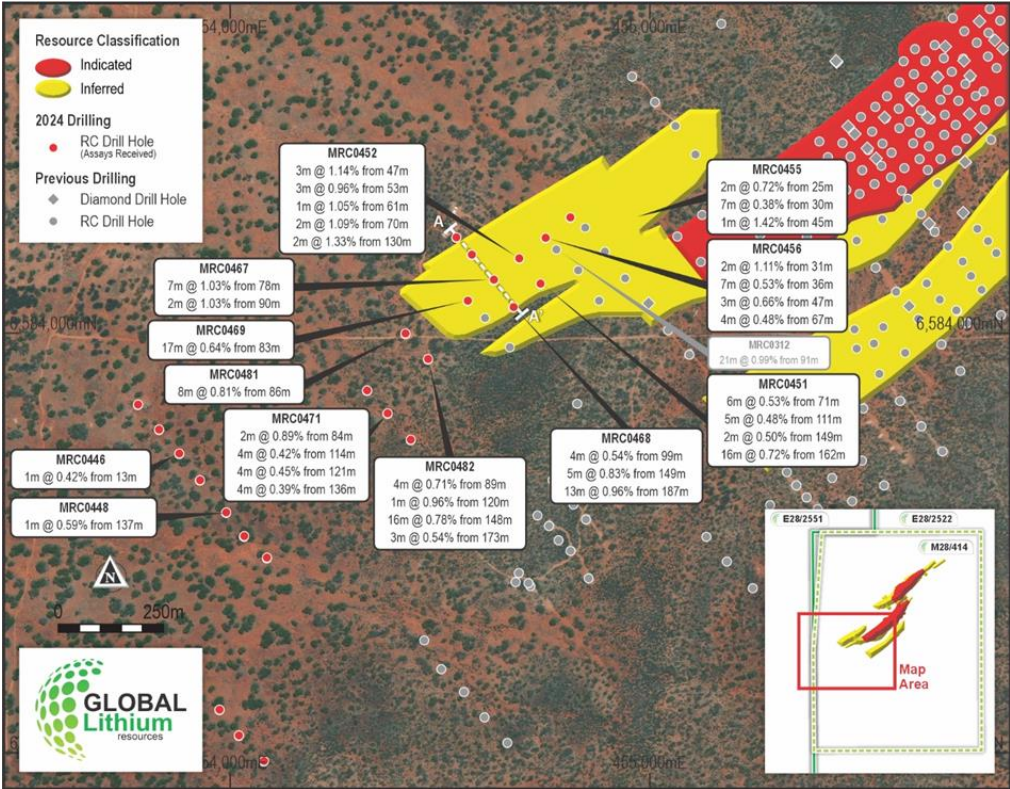 454,000mE
455,000mE
Resource Classification
Indicated
Inferred
2024 Drilling
RC Drill Hole
(Assays Received)
Previous Drilling
Diamond Drill Hole
RC Drill Hole
MRC0452
3m @ 1.14% from 47m
3m @ 0.96% from 53m
1m @ 1.05% from 61m
2m @ 1.09% from 70m
2m @ 1.33% from 130m
MRC0455
2m @ 0.72% from 25m
7m @ 0.38% from 30m
1m @ 1.42% from 45m
A
A'
MRC0456
2m @ 1.11% from 31m
7m @ 0.53% from 36m
3m @ 0.66% from 47m
4m @ 0.48% from 67m
MRC0467
7m @ 1.03% from 78m
2m @ 1.03% from 90m
6,584,000mN
6,584,000mN
MRC0469
17m @ 0.64% from 83m
MRC0312
21m @ 0.99% from 91m
MRC0481
8m @ 0.81% from 86m
MRC0451
6m @ 0.53% from 71m
5m @ 0.48% from 111m
2m @ 0.50% from 149m
16m @ 0.72% from 162m
MRC0471
2m @ 0.89% from 84m
4m @ 0.42% from 114m
4m @ 0.45% from 121m
4m @ 0.39% from 136m
MRC0468
4m @ 0.54% from 99m
5m @ 0.83% from 149m
13m @ 0.96% from 187m
MRC0446
1m @ 0.42% from 13m
MRC0482
4m @ 0.71% from 89m
1m @ 0.96% from 120m
16m @ 0.78% from 148m
3m @ 0.54% from 173m
MRC0448
1m @ 0.59% from 137m
N
0 250m
E28/2551
E28/2522
M28/414
Map
Area
GLOBAL
Lithium
resources
454,000mE
455,000mE